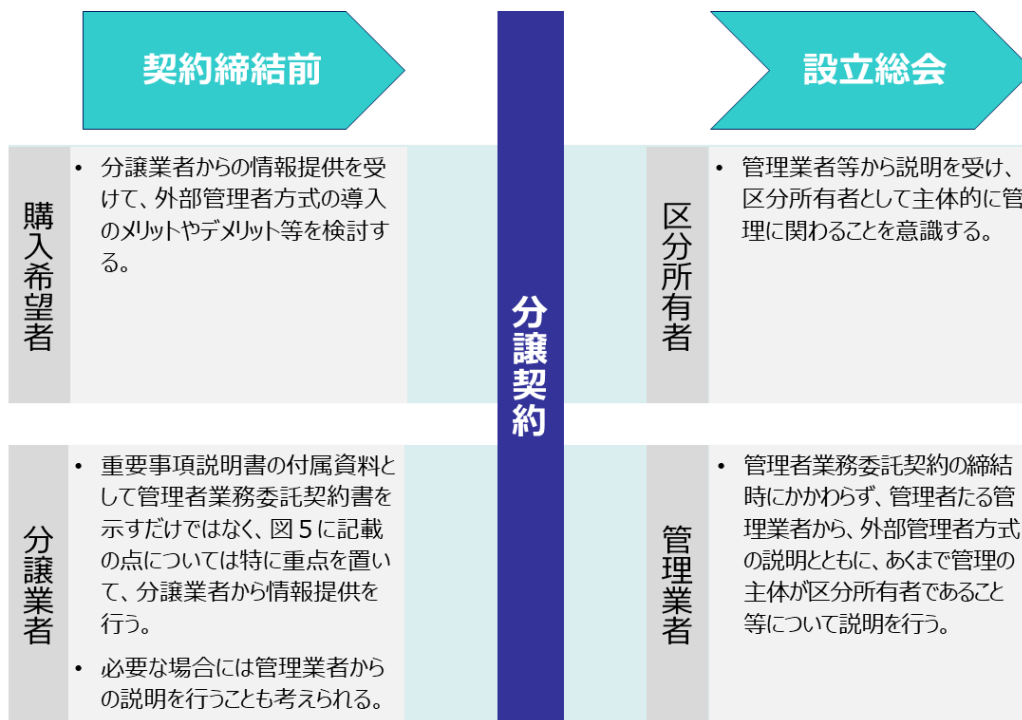 契約締結前
設立総会
分譲契約
購入希望者
• 分譲業者からの情報提供を受
けて、外部管理者方式の導入
のメリットやデメリット等を検討す
る。
区分所有者
• 管理業者等から説明を受け、
区分所有者として主体的に管
理に関わることを意識する。
分譲業者
• 重要事項説明書の付属資料と
して管理者業務委託契約書を
示すだけではなく、図５に記載
の点については特に重点を置い
て、分譲業者から情報提供を
行う。
• 必要な場合には管理業者から
の説明を行うことも考えられる。
管理業者
• 管理者業務委託契約の締結
時にかかわらず、管理者たる管
理業者から、外部管理者方式
の説明とともに、あくまで管理の
主体が区分所有者であること
等について説明を行う。